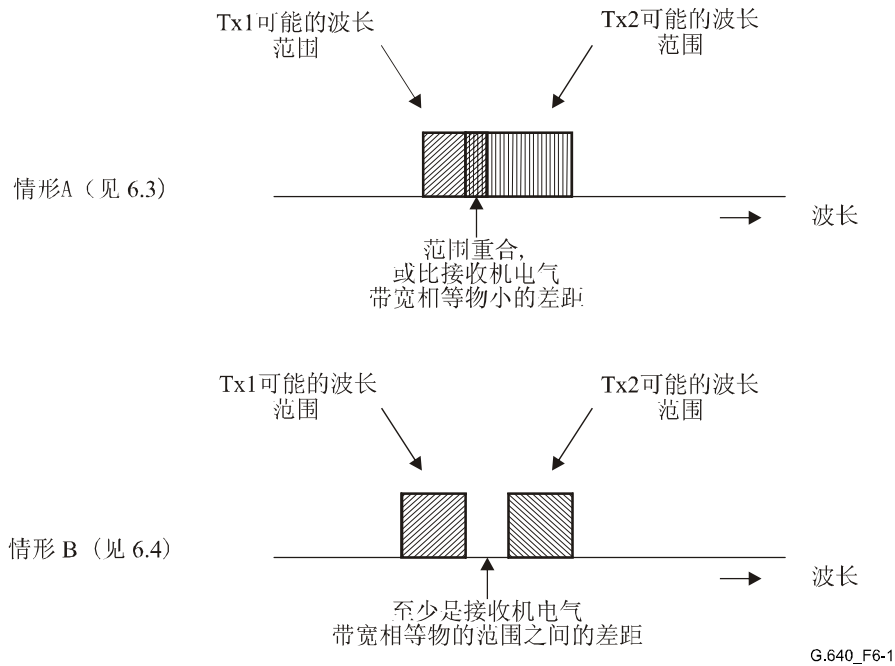 Tx1可能的波长
范围
Tx2可能的波长
范围
情形A（见 6.3）
波长
范围重合,
或比接收机电气
带宽相等物小的差距
Tx1可能的波长
范围
Tx2可能的波长
范围
情形 B（见 6.4）
波长
至少是接收机电气
带宽相等物的范围之间的差距
G.640_F6-1